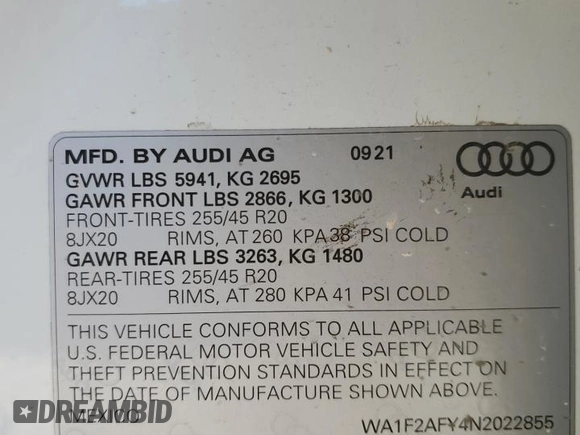 MFD. BY AUDI AG 09 21
GVWR LBS 5941, KG 2695
GAWR FRONT LBS 2866, KG 1300
FRONT-TIRES 255/45 R20
8JX20 RIMS, AT 260 KPA 38 PSI COLD
GAWR REAR LBS 3263, KG 1480
REAR-TIRES 255/45 R20
8JX20 RIMS, AT 280 KPA 41 PSI COLD
Audi
THIS VEHICLE CONFORMS TO ALL APPLICABLE
U.S. FEDERAL MOTOR VEHICLE SAFETY AND
THEFT PREVENTION STANDARDS IN EFFECT ON
THE DATE OF MANUFACTURE SHOWN ABOVE.
MEXICO WA1F2AFY4N2022855
DREAMBID